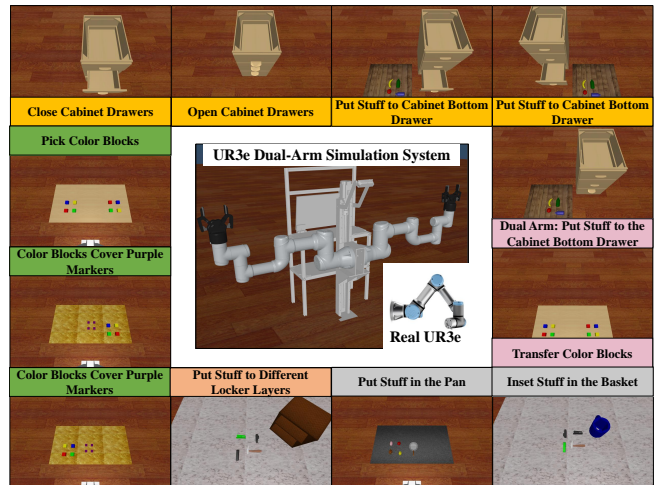 Close Cabinet Drawers
Open Cabinet Drawers
Put Stuff to Cabinet Bottom
Drawer
Put Stuff to Cabinet Bottom
Drawer
Pick Color Blocks
UR3e Dual-Arm Simulation System
Real UR3e
Dual Arm: Put Stuff to the
Cabinet Bottom Drawer
Color Blocks Cover Purple
Markers
Transfer Color Blocks
Color Blocks Cover Purple
Markers
Put Stuff to Different
Locker Layers
Put Stuff in the Pan
Inset Stuff in the Basket